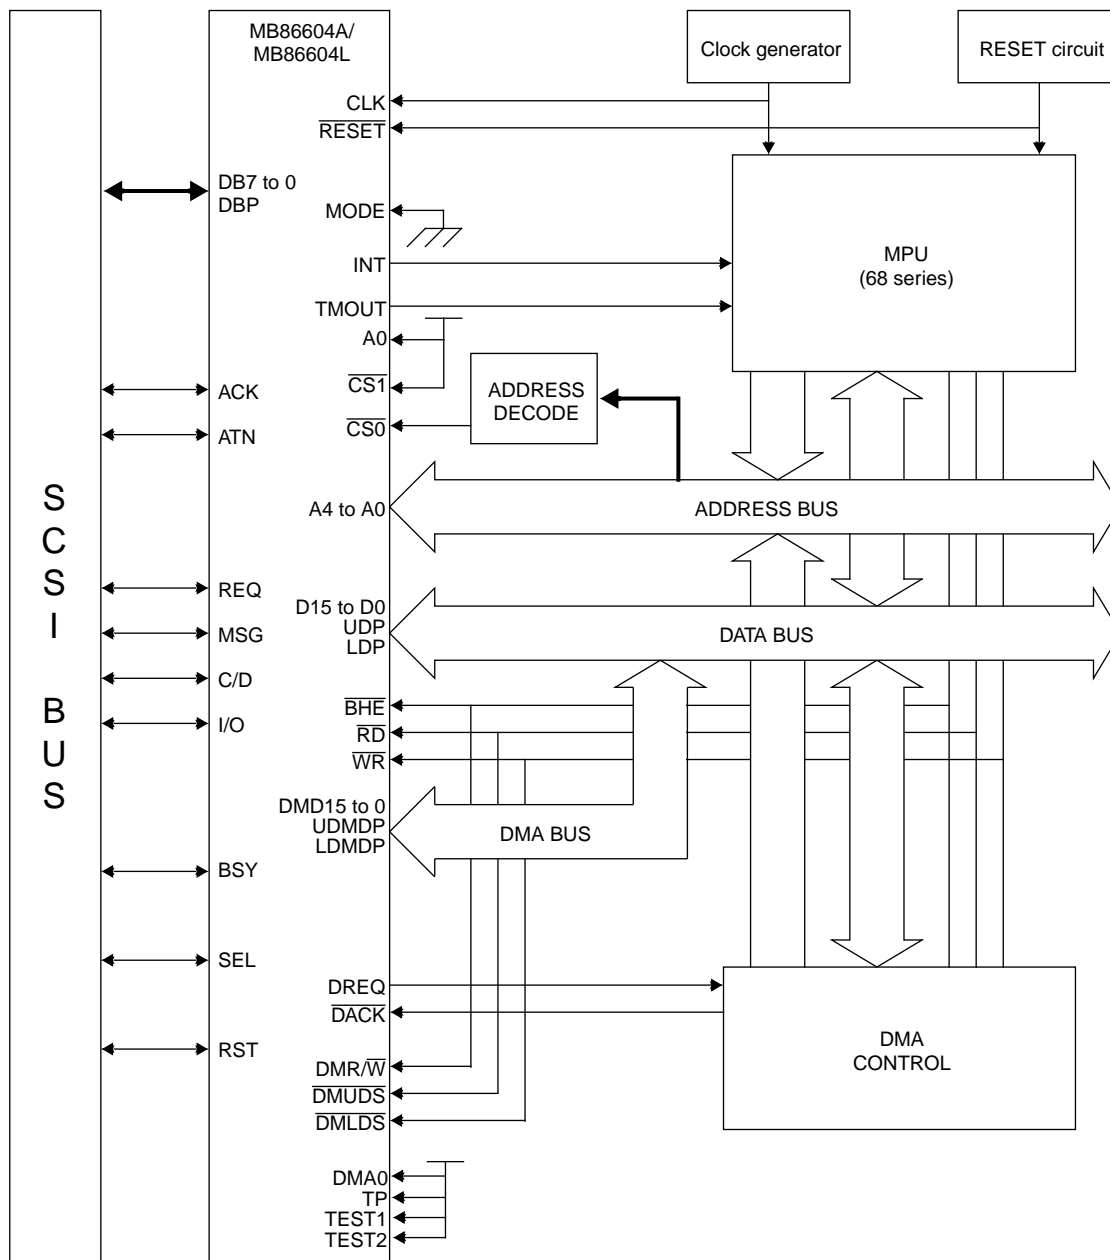 MB86604A/
MB86604L
Clock generator
RESET circuit
CLK
RESET
DB7 to 0
DBP
MODE
MPU
(68 series)
INT
TMOUT
A0
CS1
ADDRESS
DECODE
CS0
ACK
ATN
SCSI BUS
A4 to A0
ADDRESS BUS
REQ
MSG
C/D
I/O
D15 to D0
UDP
LDP
DATA BUS
BHE
RD
WR
DMD15 to 0
UDMDP
LDMDP
DMA BUS
BSY
SEL
RST
DREQ
DACK
DMA
CONTROL
DMR/W
DMUDS
DMLDS
DMA0
TP
TEST1
TEST2